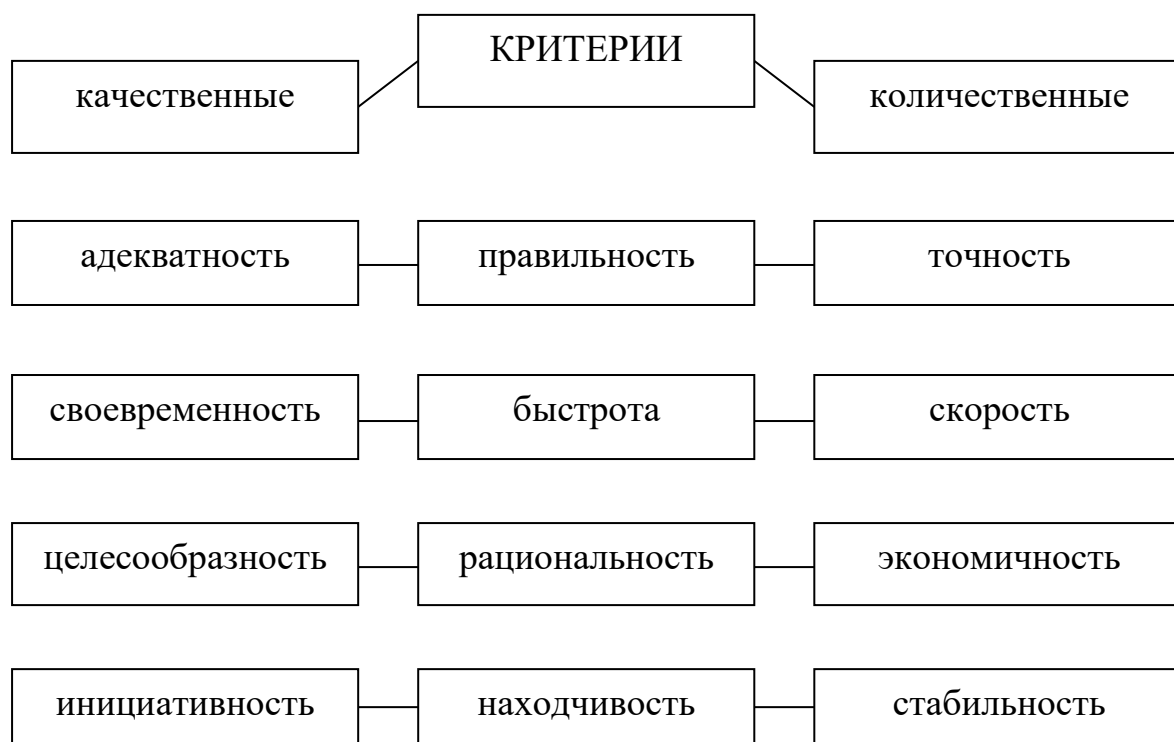 КРИТЕРИИ
качественные
количественные
адекватность
правильность
точность
своевременность
быстрота
скорость
целесообразность
рациональность
экономичность
инициативность
находчивость
стабильность